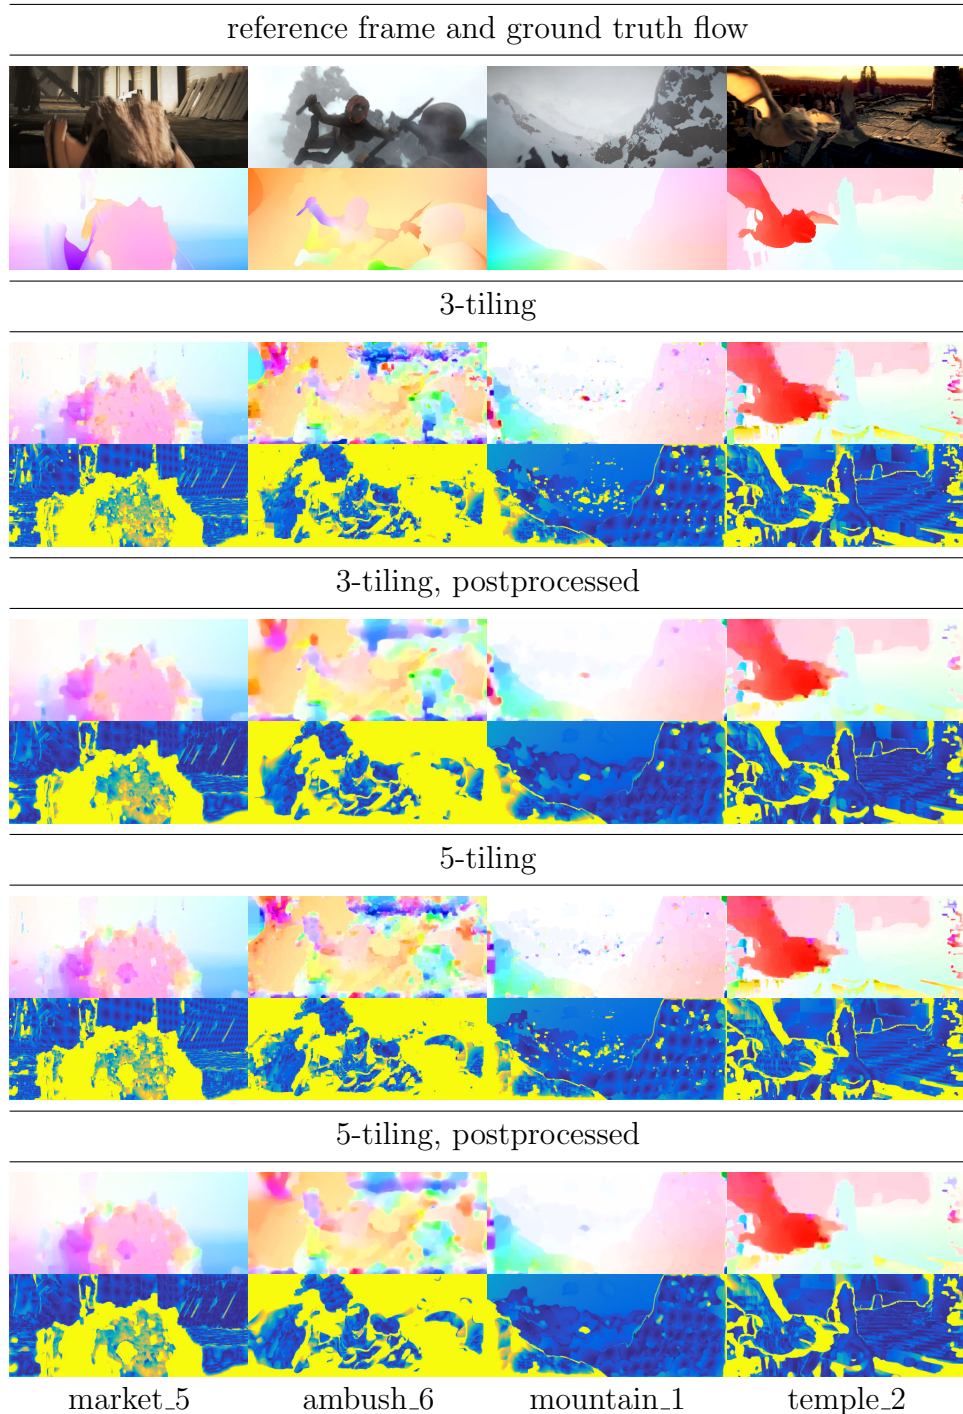 reference frame and ground truth flow
3-tiling
3-tiling, postprocessed
5-tiling
5-tiling, postprocessed
market_5 ambush_6 mountain_1 temple_2